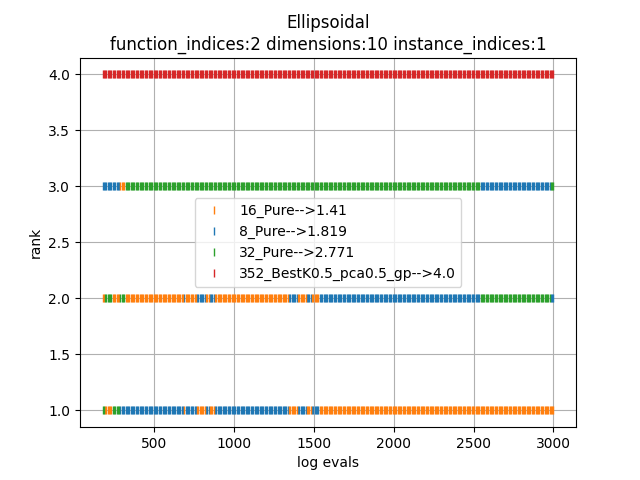 Ellipsoidal
function_indices:2 dimensions:10 instance_indices:1
4.0
3.5
3.0
2.5
2.0
1.5
1.0
rank
16_Pure-->1.41
8_Pure-->1.819
32_Pure-->2.771
352_BestK0.5_pca0.5_gp-->4.0
500
1000
1500
2000
2500
3000
log evals